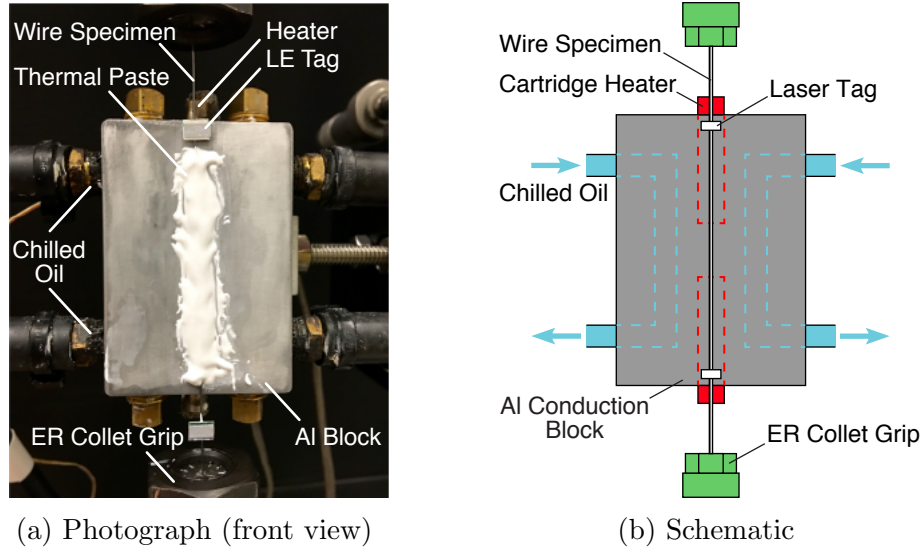 Wire Specimen
Heater
LE Tag
Thermal Paste
Chilled
Oil
ER Collet Grip
Al Block
(a) Photograph (front view)
Wire Specimen
Cartridge Heater
Laser Tag
Chilled Oil
Al Conduction
Block
ER Collet Grip
(b) Schematic